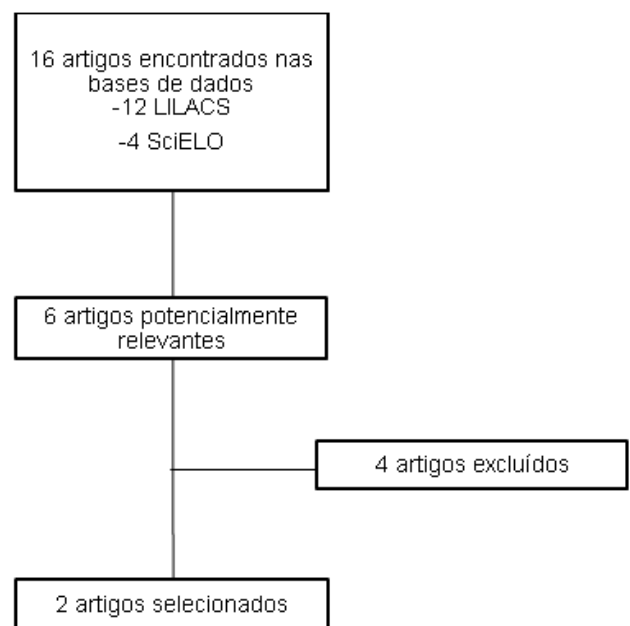 16 artigos encontrados nas
bases de dados
-12 LILACS
-4 SciELO
6 artigos potencialmente
relevantes
4 artigos excluídos
2 artigos selecionados